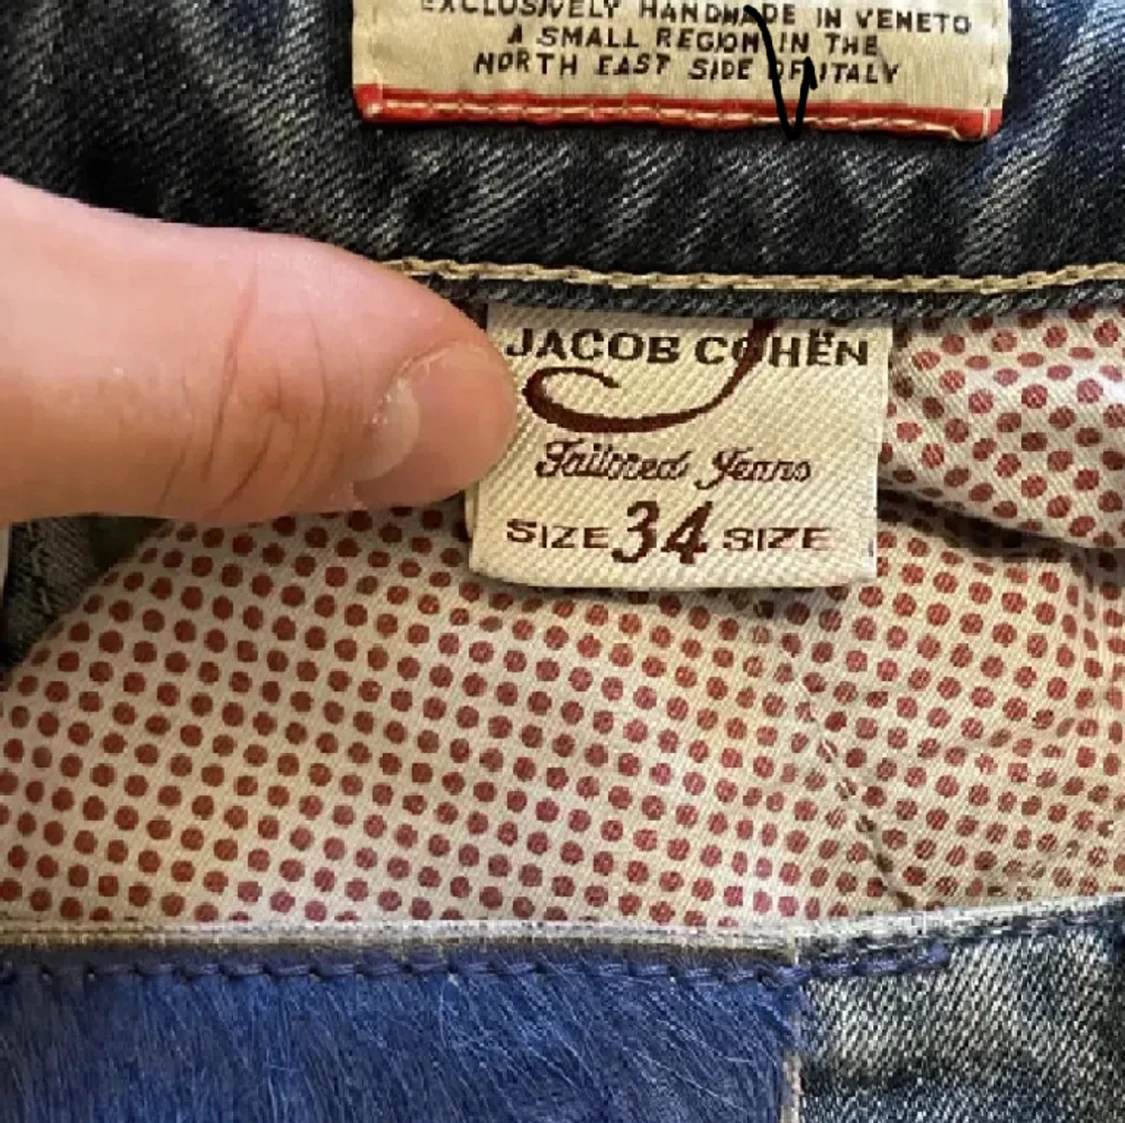 EXCLUSIVELY HANDMADE IN VENETO
A SMALL REGION IN THE
NORTH EAST SIDE OF ITALY
JACOB COHËN
Tailored Jeans
SIZE 34 SIZE